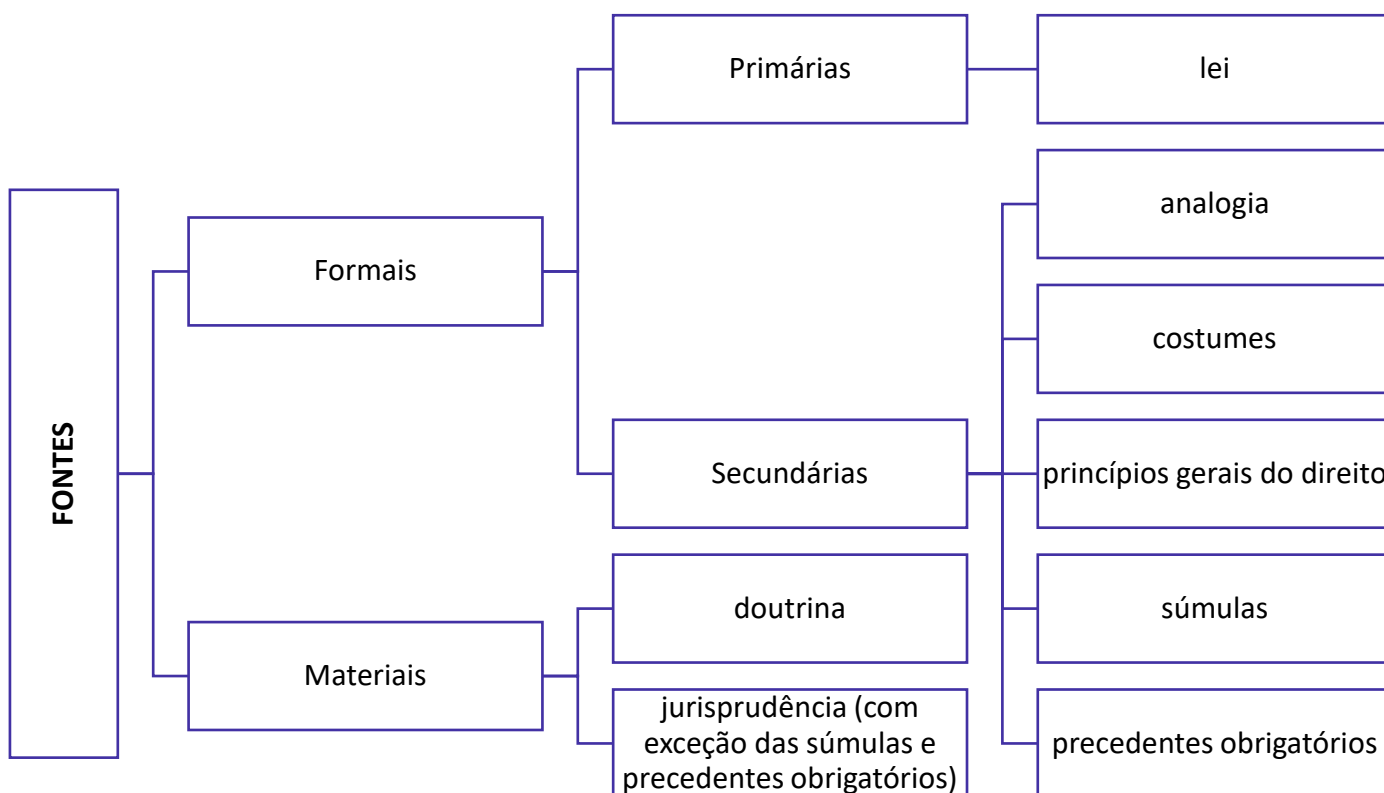 FONTES
Formais
Primárias
lei
Secundárias
analogia
costumes
princípios gerais do direito
súmulas
precedentes obrigatórios
Materiais
doutrina
jurisprudência (com
exceção das súmulas e
precedentes obrigatórios)